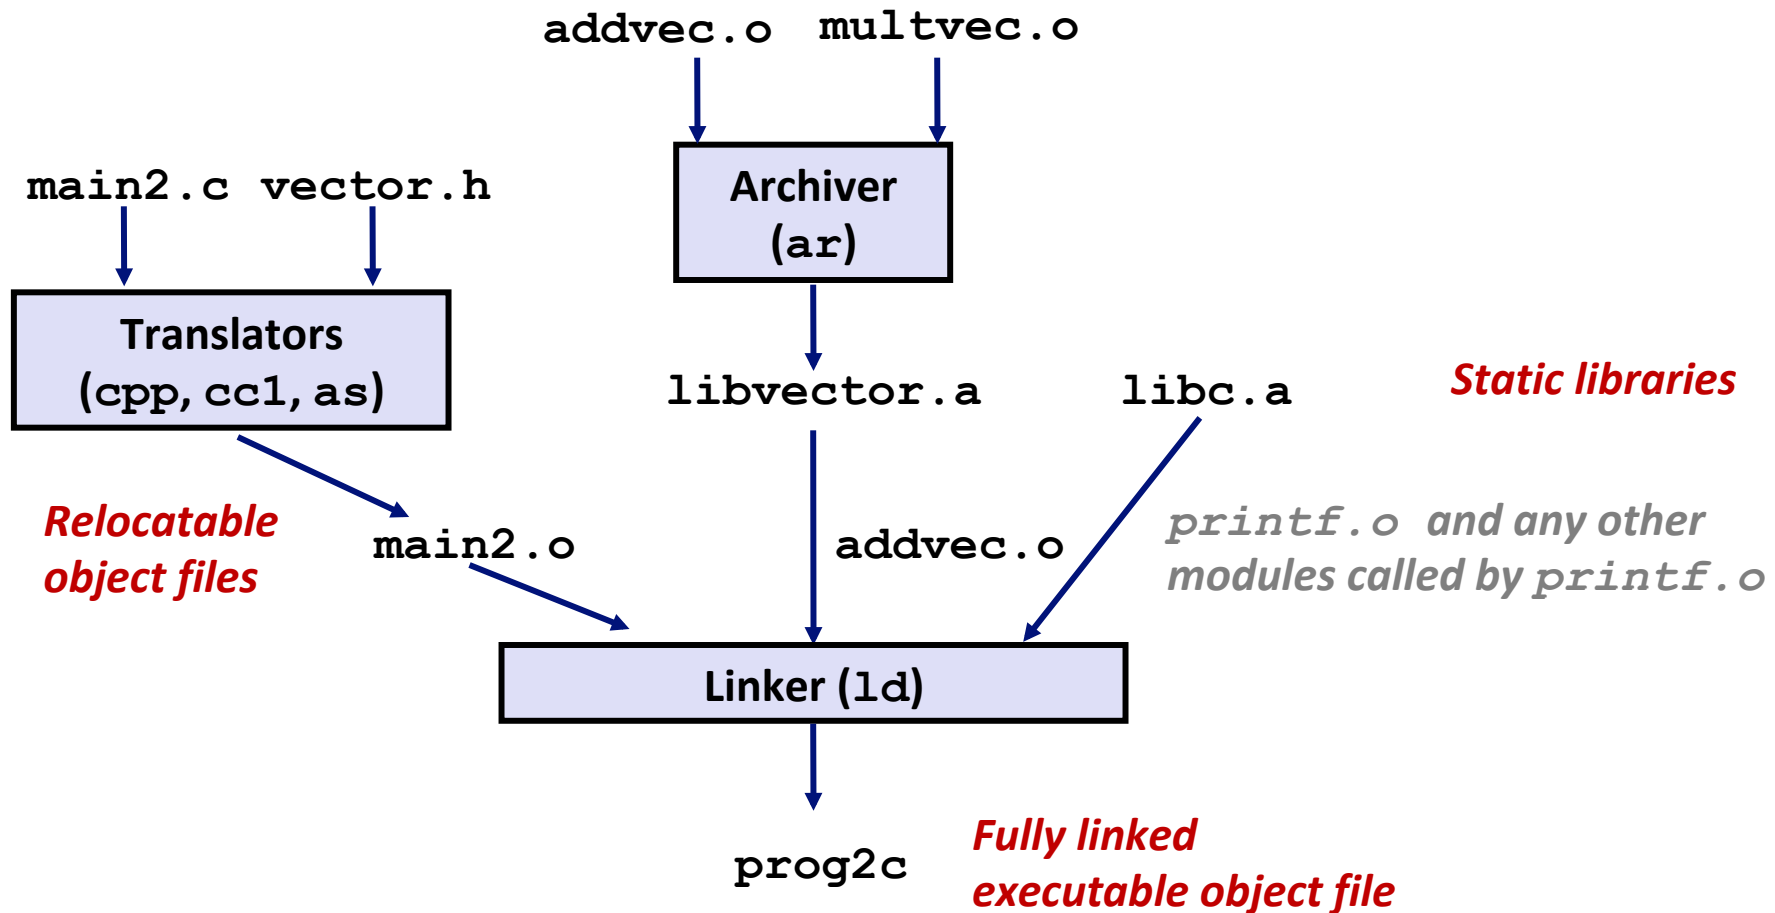 addvec.o multvec.o
main2.c vector.h
Archiver
(ar)
Translators
(cpp, cc1, as)
libvector.a
libc.a
Static libraries
Relocatable
object files
main2.o
addvec.o
printf.o and any other
modules called by printf.o
Linker (ld)
prog2c
Fully linked
executable object file